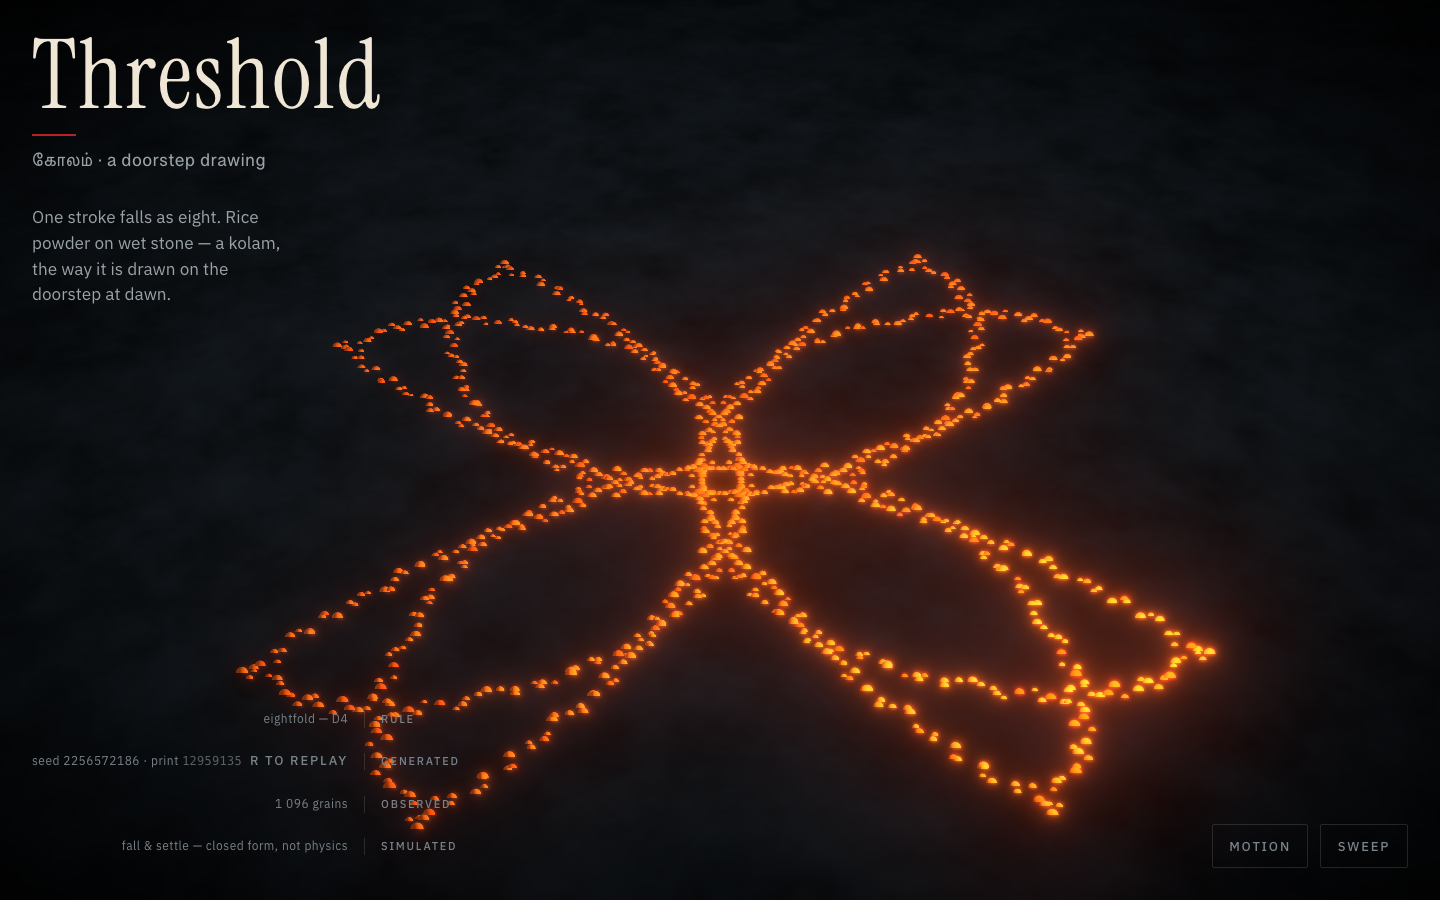 Threshold
கோலம் · a doorstep drawing
One stroke falls as eight. Rice
powder on wet stone — a kolam,
the way it is drawn on the
doorstep at dawn.
eightfold — D4 RULE
seed 2256572186 · print 12959135 R TO REPLAY GENERATED
1 096 grains OBSERVED
fall & settle — closed form, not physics SIMULATED
MOTION SWEEP